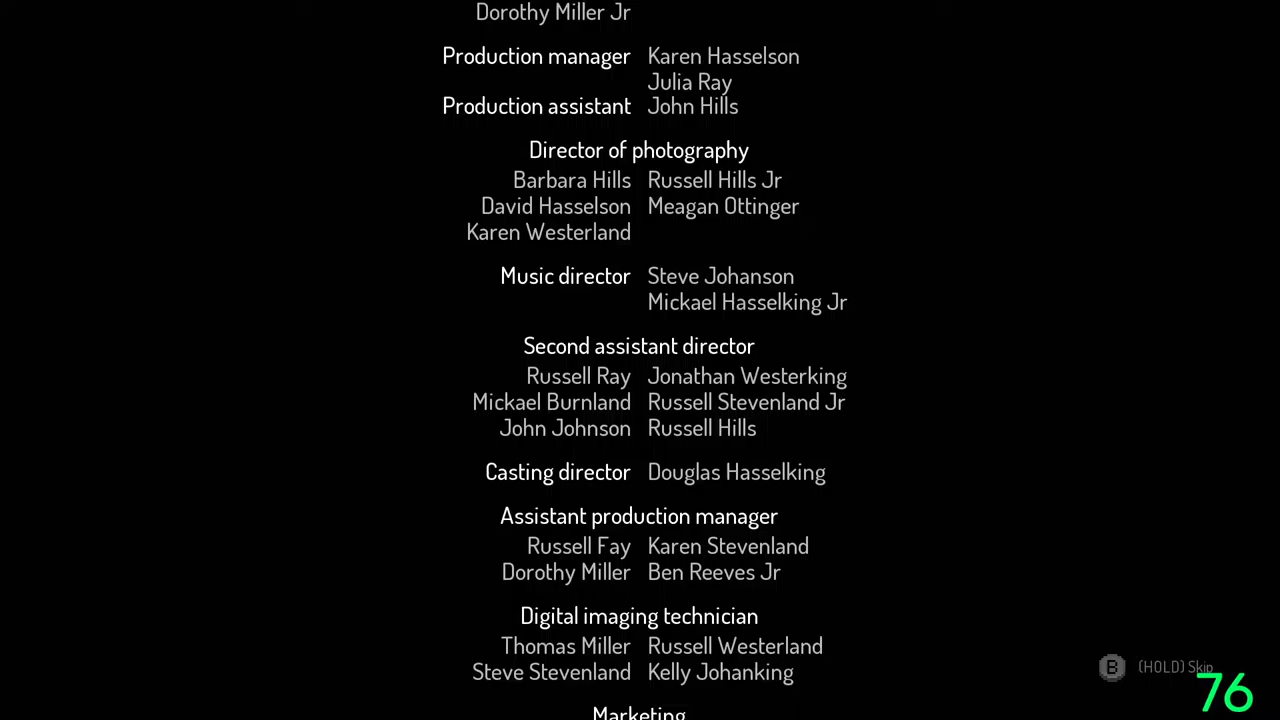 Dorothy Miller Jr
Production manager Karen Hasselson
Julia Ray
Production assistant John Hills
Director of photography
Barbara Hills Russell Hills Jr
David Hasselson Meagan Ottinger
Karen Westerland
Music director Steve Johanson
Mickael Hasselking Jr
Second assistant director
Russell Ray Jonathan Westerking
Mickael Burnland Russell Stevenland Jr
John Johnson Russell Hills
Casting director Douglas Hasselking
Assistant production manager
Russell Fay Karen Stevenland
Dorothy Miller Ben Reeves Jr
Digital imaging technician
Thomas Miller Russell Westerland
Steve Stevenland Kelly Johanking
B (HOLD) Skip
76
Marketing